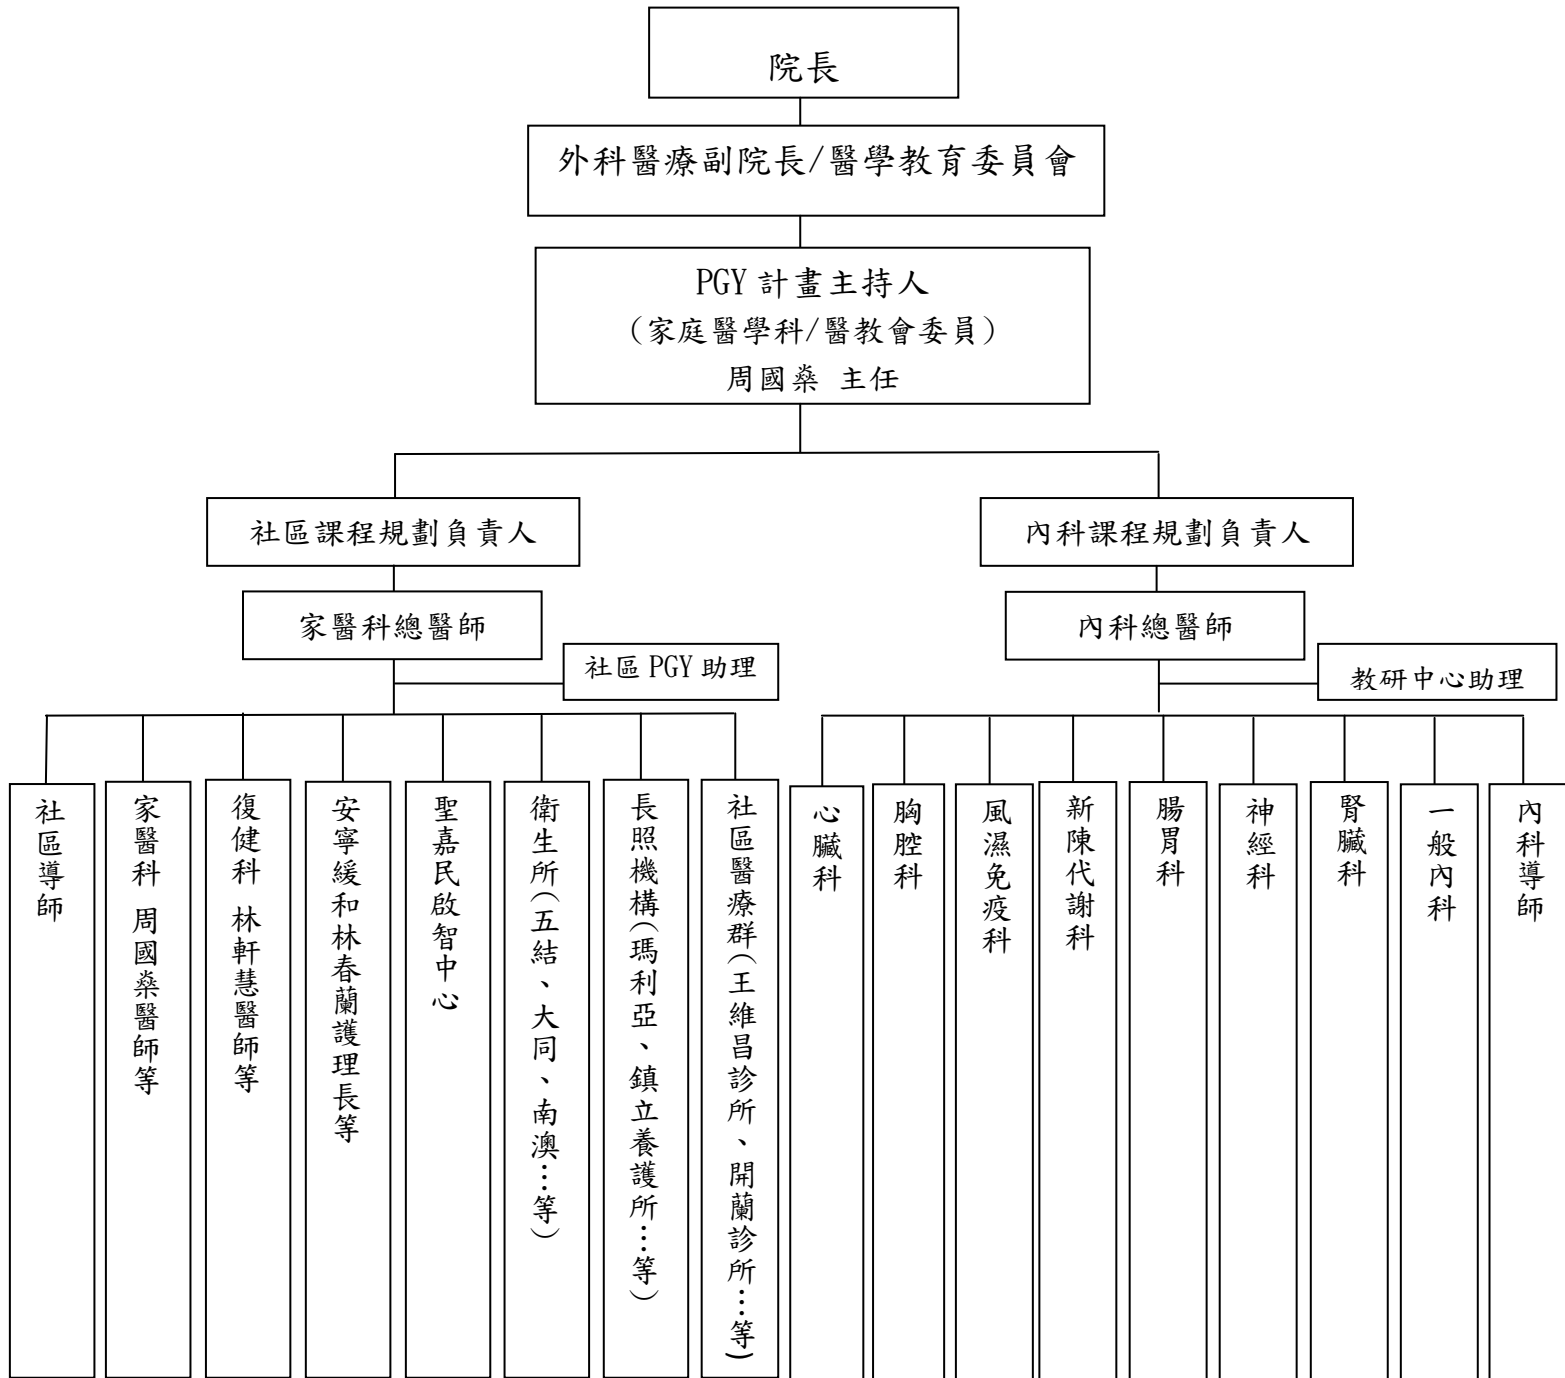 院長
外科醫療副院長/醫學教育委員會
PGY 計畫主持人
(家庭醫學科/醫教會委員)
周國燊 主任
社區課程規劃負責人
內科課程規劃負責人
家醫科總醫師
內科總醫師
社區 PGY 助理
教研中心助理
社區導師
家醫科 周國燊醫師等
復健科 林軒慧醫師等
安寧緩和林春蘭護理長等
聖嘉民啟智中心
衛生所(五結、大同、南澳…等)
長照機構(瑪利亞、鎮立養護所…等)
社區醫療群(王維昌診所、開蘭診所…等)
心臟科
胸腔科
風濕免疫科
新陳代謝科
腸胃科
神經科
腎臟科
一般內科
內科導師